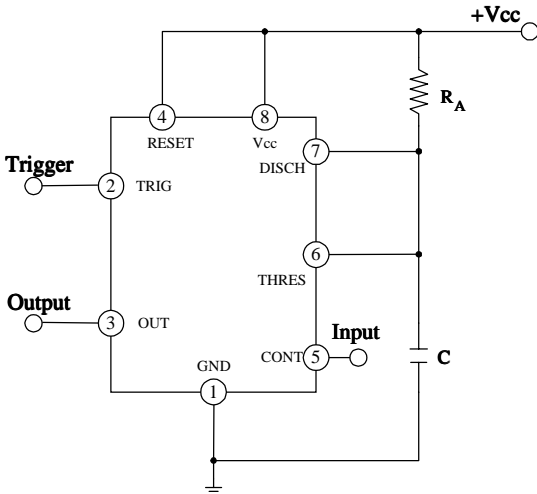 +Vcc
4
8
RESET
Vcc
R_A
7
DISCH
Trigger
2
TRIG
6
THRES
Output
3
OUT
Input
GND
CONT
5
C
1